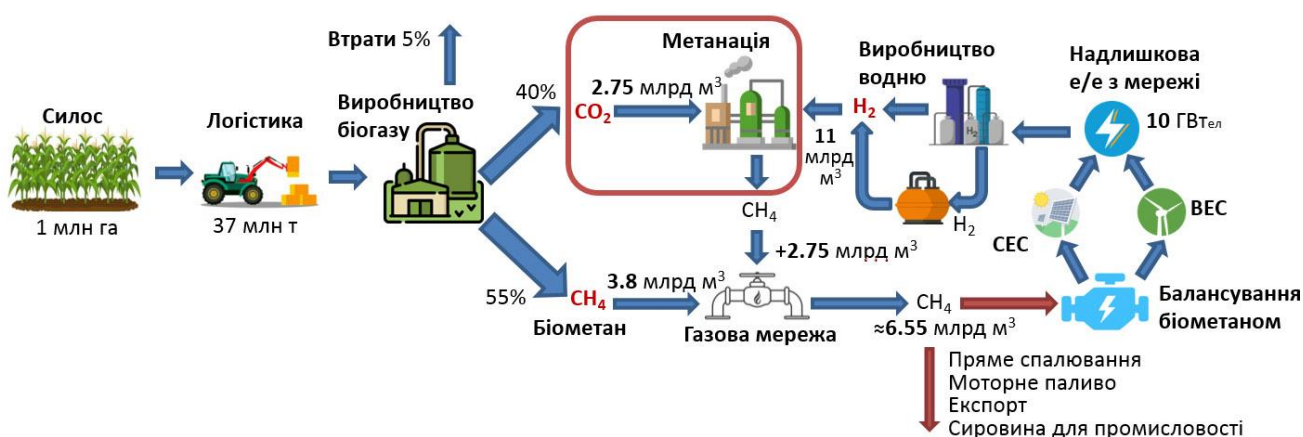 Силос
1 млн га
Логістика
37 млн т
Втрати 5%
Виробництво
біогазу
40%
55%
CO₂
2.75 млрд м³
Метанація
CH₄
+2.75 млрд м³
CH₄
Біометан
3.8 млрд м³
Газова мережа
CH₄
≈6.55 млрд м³
H₂
11
млрд
м³
Виробництво
водню
H₂
H₂
Надлишкова
е/е з мережі
10 ГВтел
СЕС
ВЕС
Балансування
біометаном
Пряме спалювання
Моторне паливо
Експорт
Сировина для промисловості